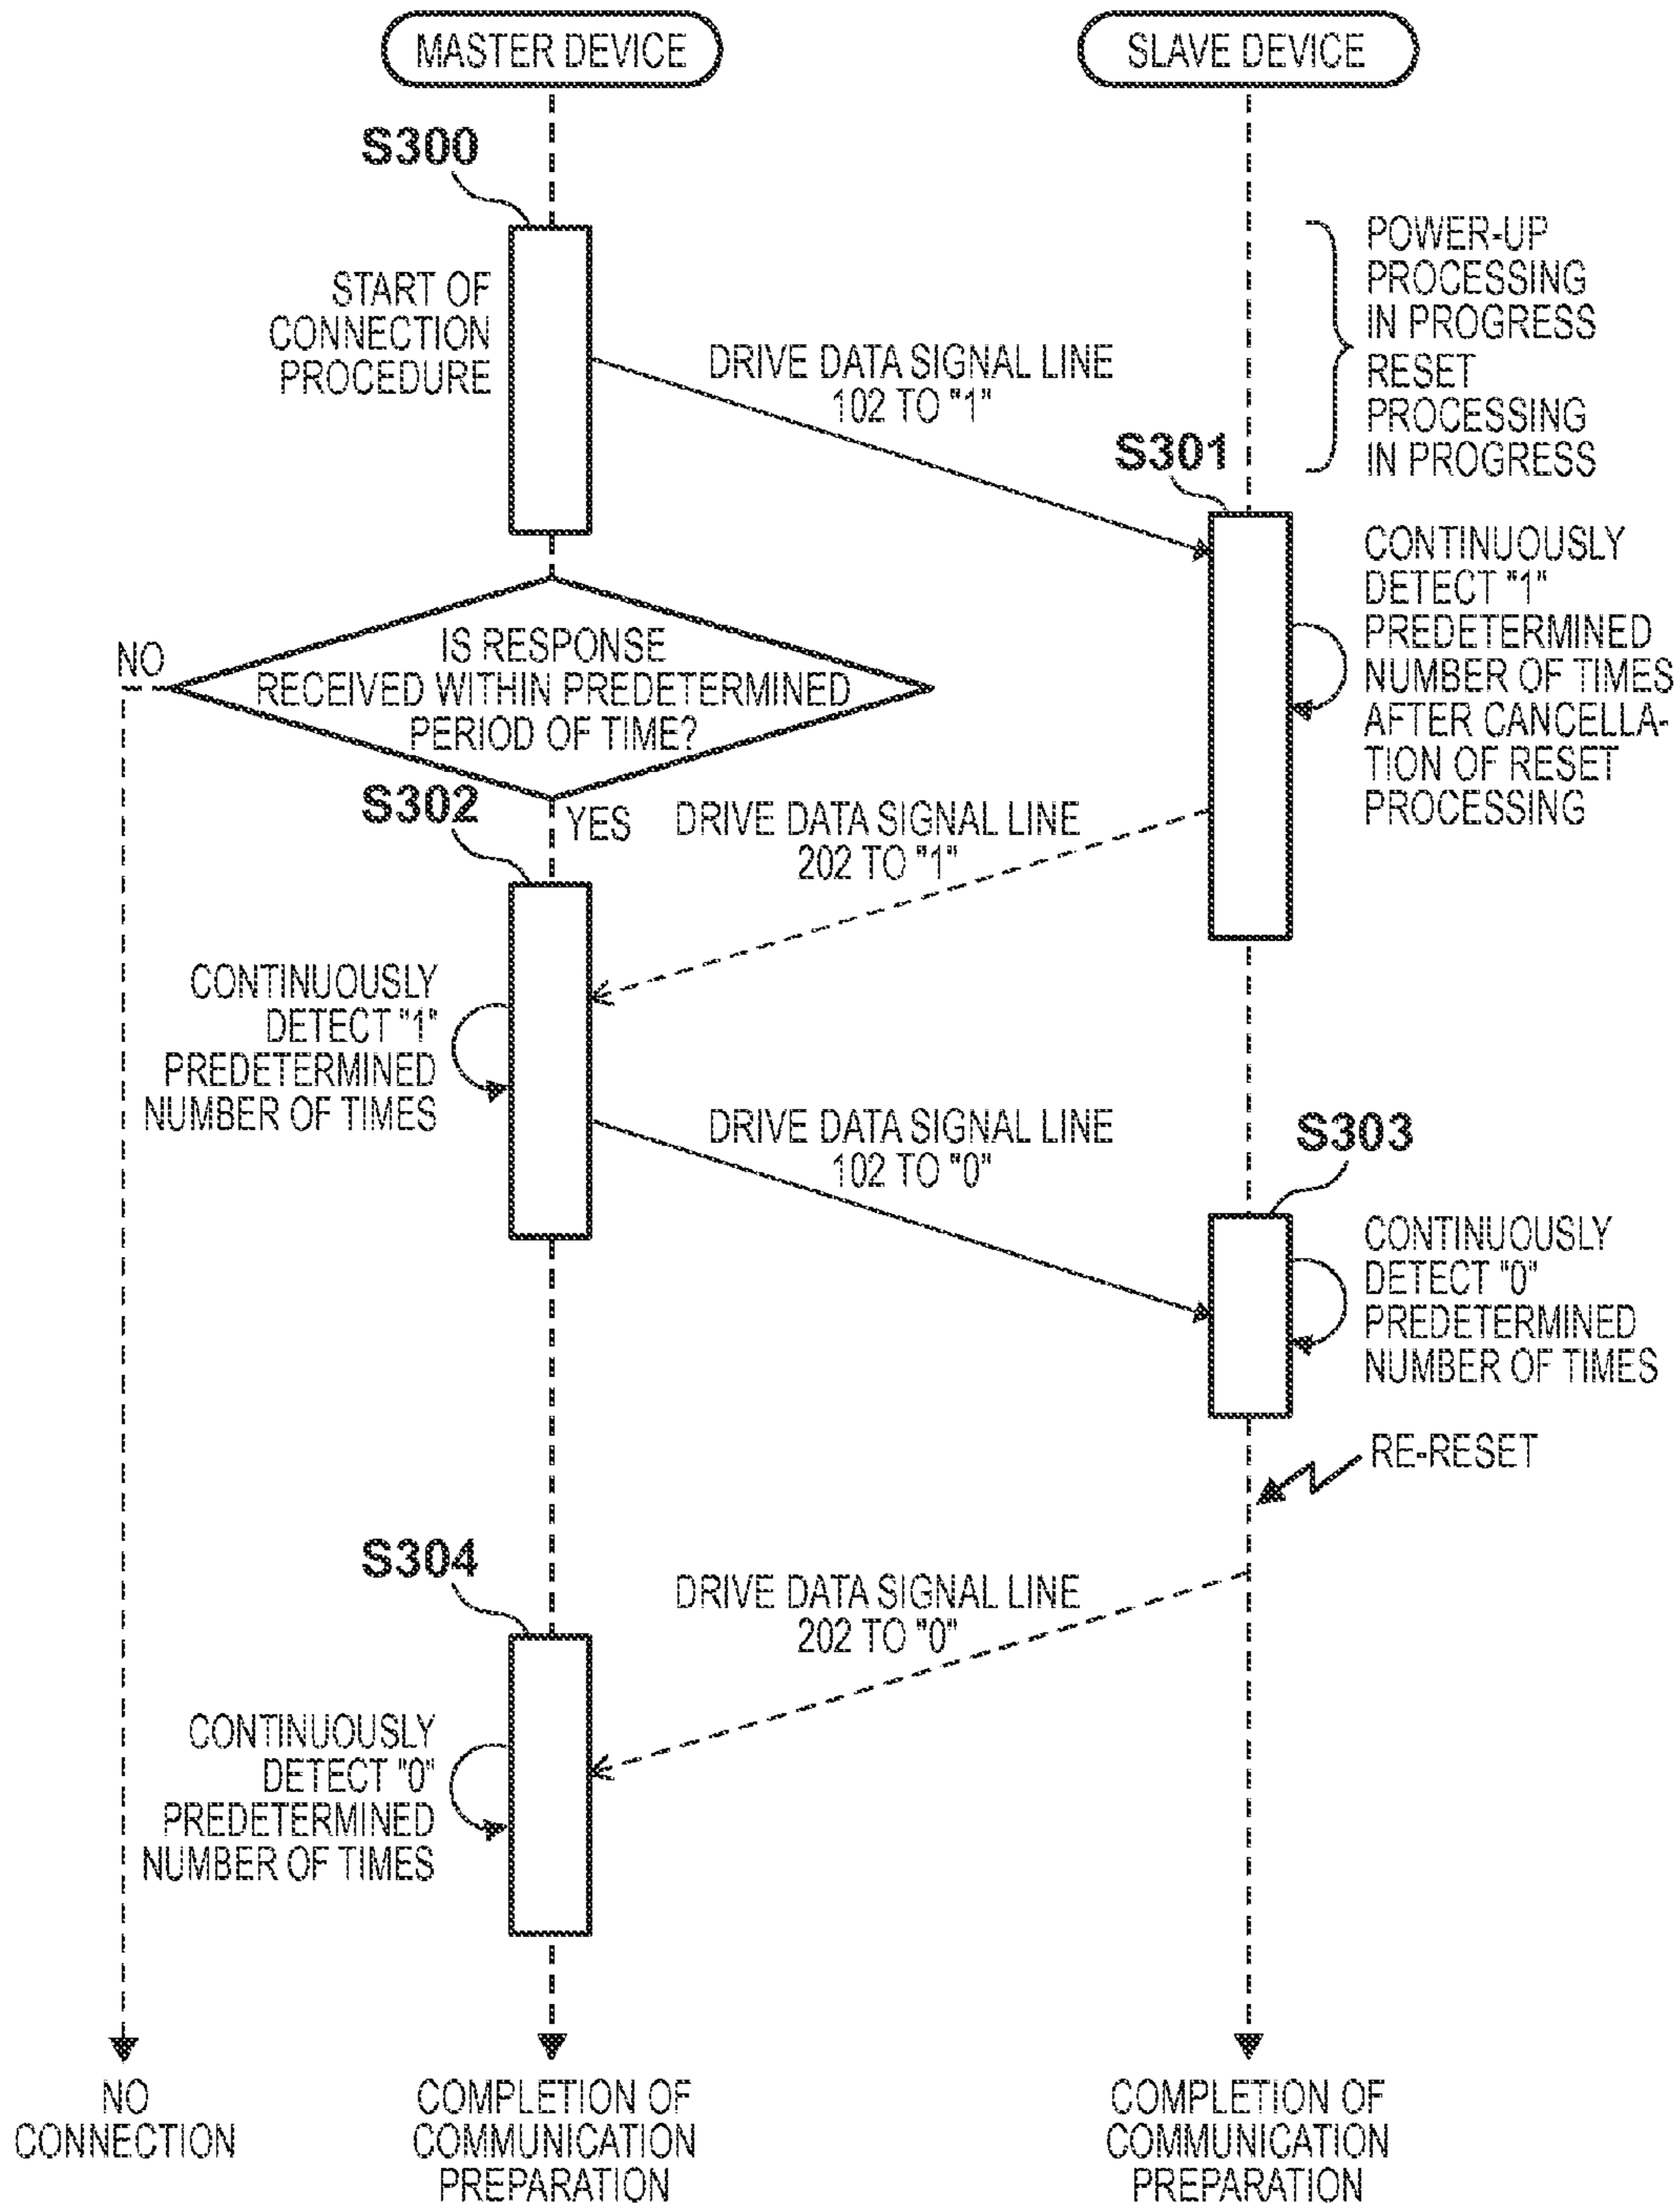 MASTER DEVICE
SLAVE DEVICE
S300
START OF
CONNECTION
PROCEDURE
POWER-UP
PROCESSING
IN PROGRESS
RESET
PROCESSING
IN PROGRESS
DRIVE DATA SIGNAL LINE
102 TO "1"
S301
CONTINUOUSLY
DETECT "1"
PREDETERMINED
NUMBER OF TIMES
AFTER CANCELLA-
TION OF RESET
PROCESSING
NO
IS RESPONSE
RECEIVED WITHIN PREDETERMINED
PERIOD OF TIME?
S302
YES
DRIVE DATA SIGNAL LINE
202 TO "1"
CONTINUOUSLY
DETECT "1"
PREDETERMINED
NUMBER OF TIMES
DRIVE DATA SIGNAL LINE
102 TO "0"
S303
CONTINUOUSLY
DETECT "0"
PREDETERMINED
NUMBER OF TIMES
RE-RESET
S304
DRIVE DATA SIGNAL LINE
202 TO "0"
CONTINUOUSLY
DETECT "0"
PREDETERMINED
NUMBER OF TIMES
NO
CONNECTION
COMPLETION OF
COMMUNICATION
PREPARATION
COMPLETION OF
COMMUNICATION
PREPARATION